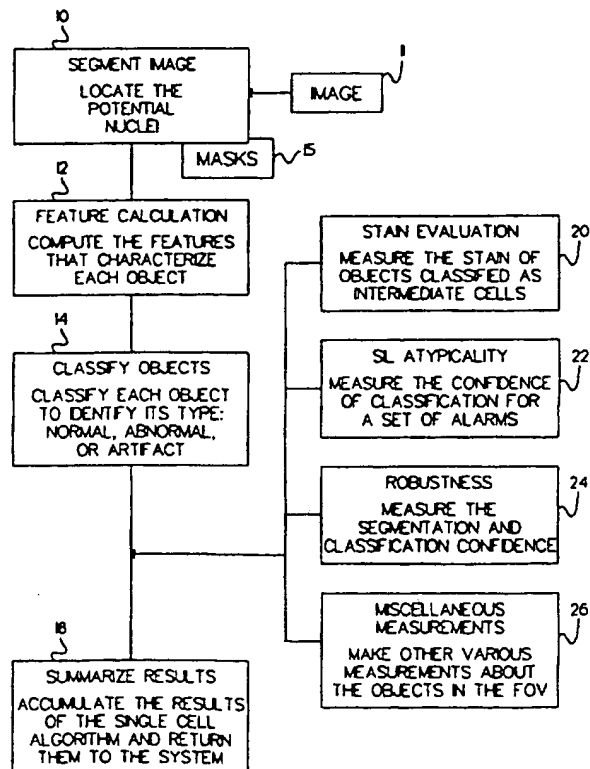 10
SEGMENT IMAGE
LOCATE THE
POTENTIAL
NUCLEI
1
IMAGE
MASKS
15
12
FEATURE CALCULATION
COMPUTE THE FEATURES
THAT CHARACTERIZE
EACH OBJECT
14
CLASSIFY OBJECTS
CLASSIFY EACH OBJECT
TO IDENTIFY ITS TYPE:
NORMAL, ABNORMAL,
OR ARTIFACT
STAIN EVALUATION
MEASURE THE STAIN OF
OBJECTS CLASSIFIED AS
INTERMEDIATE CELLS
20
SIL ATYPICALITY
MEASURE THE CONFIDENCE
OF CLASSIFICATION FOR
A SET OF ALARMS
22
ROBUSTNESS
MEASURE THE
SEGMENTATION AND
CLASSIFICATION CONFIDENCE
24
MISCELLANEOUS
MEASUREMENTS
MAKE OTHER VARIOUS
MEASUREMENTS ABOUT
THE OBJECTS IN THE FOV
26
18
SUMMARIZE RESULTS
ACCUMULATE THE RESULTS
OF THE SINGLE CELL
ALGORITHM AND RETURN
THEM TO THE SYSTEM